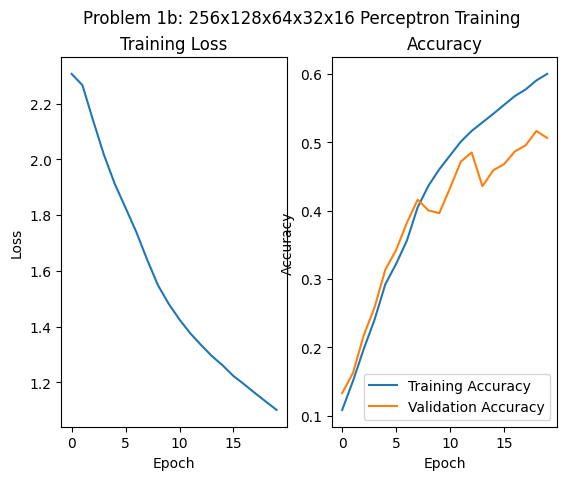 Problem 1b: 256x128x64x32x16 Perceptron Training
Training Loss
2.2
2.0
1.8
1.6
1.4
1.2
Loss
0
5
10
15
Epoch
Accuracy
0.6
0.5
0.4
0.3
0.2
0.1
Accuracy
Training Accuracy
Validation Accuracy
0
5
10
15
Epoch